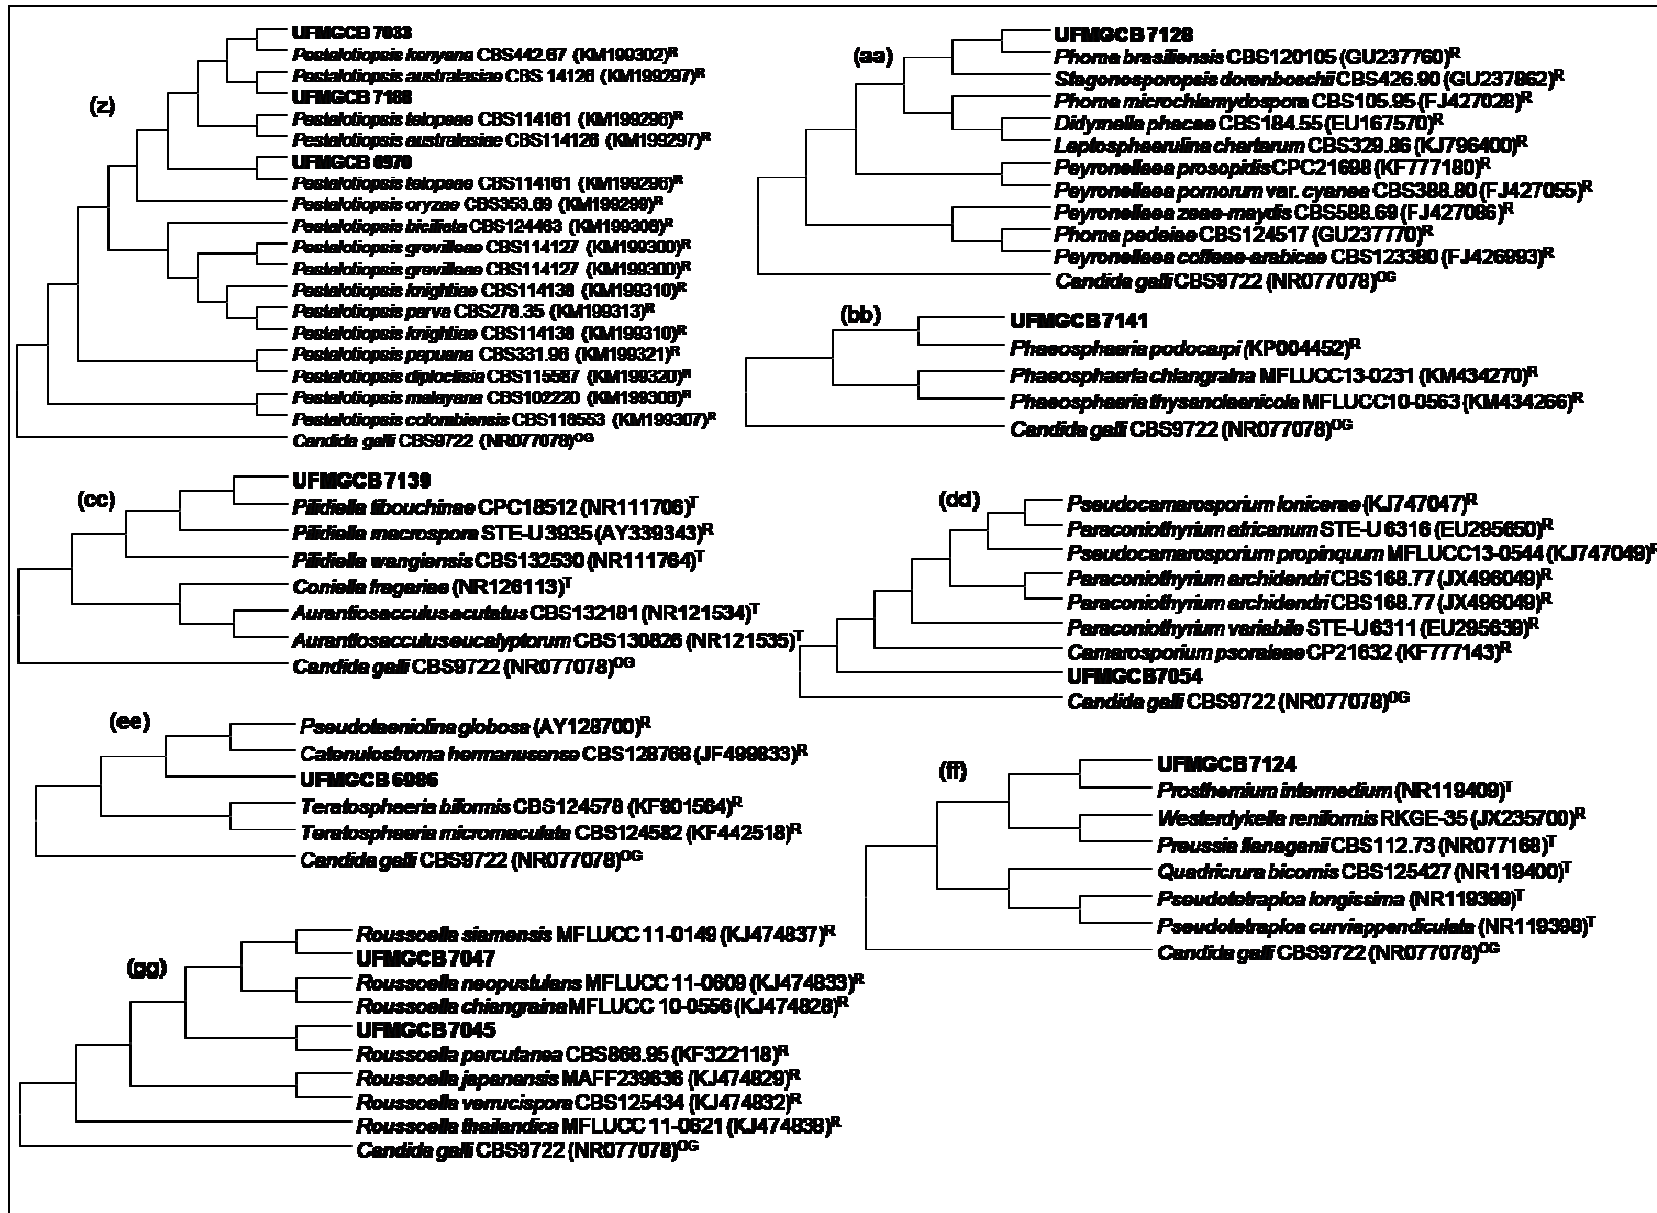 (z)
UFMGCB 7033
Pestalotiopsis kenyana CBS442.67 (KM199302)R
Pestalotiopsis australasiae CBS 14126 (KM199297)R
UFMGCB 7188
Pestalotiopsis telopeae CBS114161 (KM199296)R
Pestalotiopsis australasiae CBS114126 (KM199297)R
UFMGCB 6970
Pestalotiopsis telopeae CBS114161 (KM199296)R
Pestalotiopsis oryzae CBS353.69 (KM199299)R
Pestalotiopsis biciliata CBS124463 (KM199308)R
Pestalotiopsis grevilleae CBS114127 (KM199300)R
Pestalotiopsis grevilleae CBS114127 (KM199300)R
Pestalotiopsis knightiae CBS114138 (KM199310)R
Pestalotiopsis parva CBS278.35 (KM199313)R
Pestalotiopsis knightiae CBS114138 (KM199310)R
Pestalotiopsis papuana CBS331.96 (KM199321)R
Pestalotiopsis diploclisia CBS115587 (KM199320)R
Pestalotiopsis malayana CBS102220 (KM199306)R
Pestalotiopsis colombiensis CBS118553 (KM199307)R
Candida galli CBS9722 (NR077078)OG
(aa)
UFMGCB 7128
Phoma brasiliensis CBS120105 (GU237760)R
Stagonosporopsis dorenboschii CBS426.90 (GU237862)R
Phoma microchlamydospora CBS105.95 (FJ427028)R
Didymella phacae CBS184.55 (EU167570)R
Leptosphaerulina chartarum CBS329.86 (KJ796400)R
Peyronellaea prosopidis CPC21698 (KF777180)R
Peyronellaea pomorum var. cyanea CBS388.80 (FJ427055)R
Peyronellaea zeae-maydis CBS588.69 (FJ427086)R
Phoma pedeiae CBS124517 (GU237770)R
Peyronellaea coffeae-arabicae CBS123380 (FJ426993)R
Candida galli CBS9722 (NR077078)OG
(bb)
UFMGCB 7141
Phaeosphaeria podocarpi (KP004452)R
Phaeosphaeria chiangraina MFLUCC13-0231 (KM434270)R
Phaeosphaeria thysanolaenicola MFLUCC10-0563 (KM434266)R
Candida galli CBS9722 (NR077078)OG
(cc)
UFMGCB 7139
Pilidiella tibouchinae CPC18512 (NR111706)T
Pilidiella macrospora STE-U 3935 (AY339343)R
Pilidiella wangiensis CBS132530 (NR111764)T
Coniella fragariae (NR126113)T
Aurantiosacculus acutatus CBS132181 (NR121534)T
Aurantiosacculus eucalyptorum CBS130826 (NR121535)T
Candida galli CBS9722 (NR077078)OG
(dd)
Pseudocamarosporium lonicerae (KJ747047)R
Paraconiothyrium africanum STE-U 6316 (EU295650)R
Pseudocamarosporium propinquum MFLUCC13-0544 (KJ747049)R
Paraconiothyrium archidendri CBS168.77 (JX496049)R
Paraconiothyrium archidendri CBS168.77 (JX496049)R
Paraconiothyrium variabile STE-U 6311 (EU295639)R
Camarosporium psoraleae CP21632 (KF777143)R
UFMGCB7054
Candida galli CBS9722 (NR077078)OG
(ee)
Pseudotaeniolina globosa (AY128700)R
Catenulostroma hermanusense CBS128768 (JF499833)R
UFMGCB 6986
Teratosphaeria biformis CBS124578 (KF901564)R
Teratosphaeria micromaculata CBS124582 (KF442518)R
Candida galli CBS9722 (NR077078)OG
(ff)
UFMGCB 7124
Prosthemium intermedium (NR119409)T
Westerdykella reniformis RKGE-35 (JX235700)R
Preussia flanaganii CBS112.73 (NR077168)T
Quadricrura bicornis CBS125427 (NR119400)T
Pseudotetraploa longissima (NR119399)T
Pseudotetraploa curviappendiculata (NR119398)T
Candida galli CBS9722 (NR077078)OG
(gg)
Roussoella siamensis MFLUCC 11-0149 (KJ474837)R
UFMGCB 7047
Roussoella neopustulans MFLUCC 11-0609 (KJ474833)R
Roussoella chiangraina MFLUCC 10-0556 (KJ474828)R
UFMGCB 7045
Roussoella percutanea CBS868.95 (KF322118)R
Roussoella japanensis MAFF239636 (KJ474829)R
Roussoella verrucispora CBS125434 (KJ474832)R
Roussoella thailandica MFLUCC 11-0621 (KJ474838)R
Candida galli CBS9722 (NR077078)OG